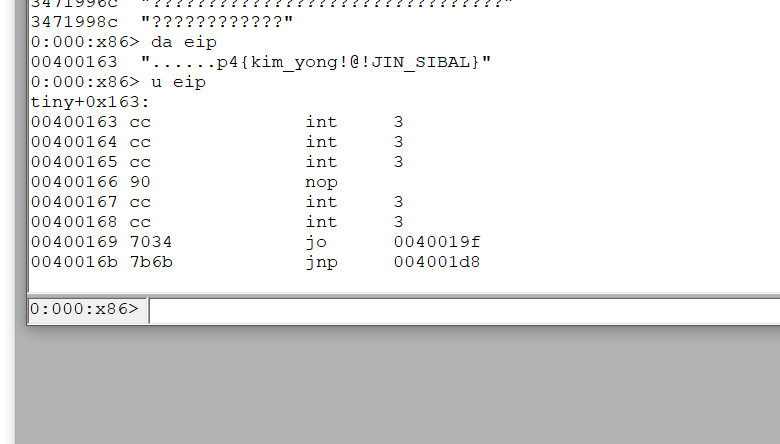 3471996c "????????????????????????????????"
3471998c "????????????"
0:000:x86> da eip
00400163 "......p4{kim_yong!@!JIN_SIBAL}"
0:000:x86> u eip
tiny+0x163:
00400163 cc int 3
00400164 cc int 3
00400165 cc int 3
00400166 90 nop
00400167 cc int 3
00400168 cc int 3
00400169 7034 jo 0040019f
0040016b 7b6b jnp 004001d8
0:000:x86>